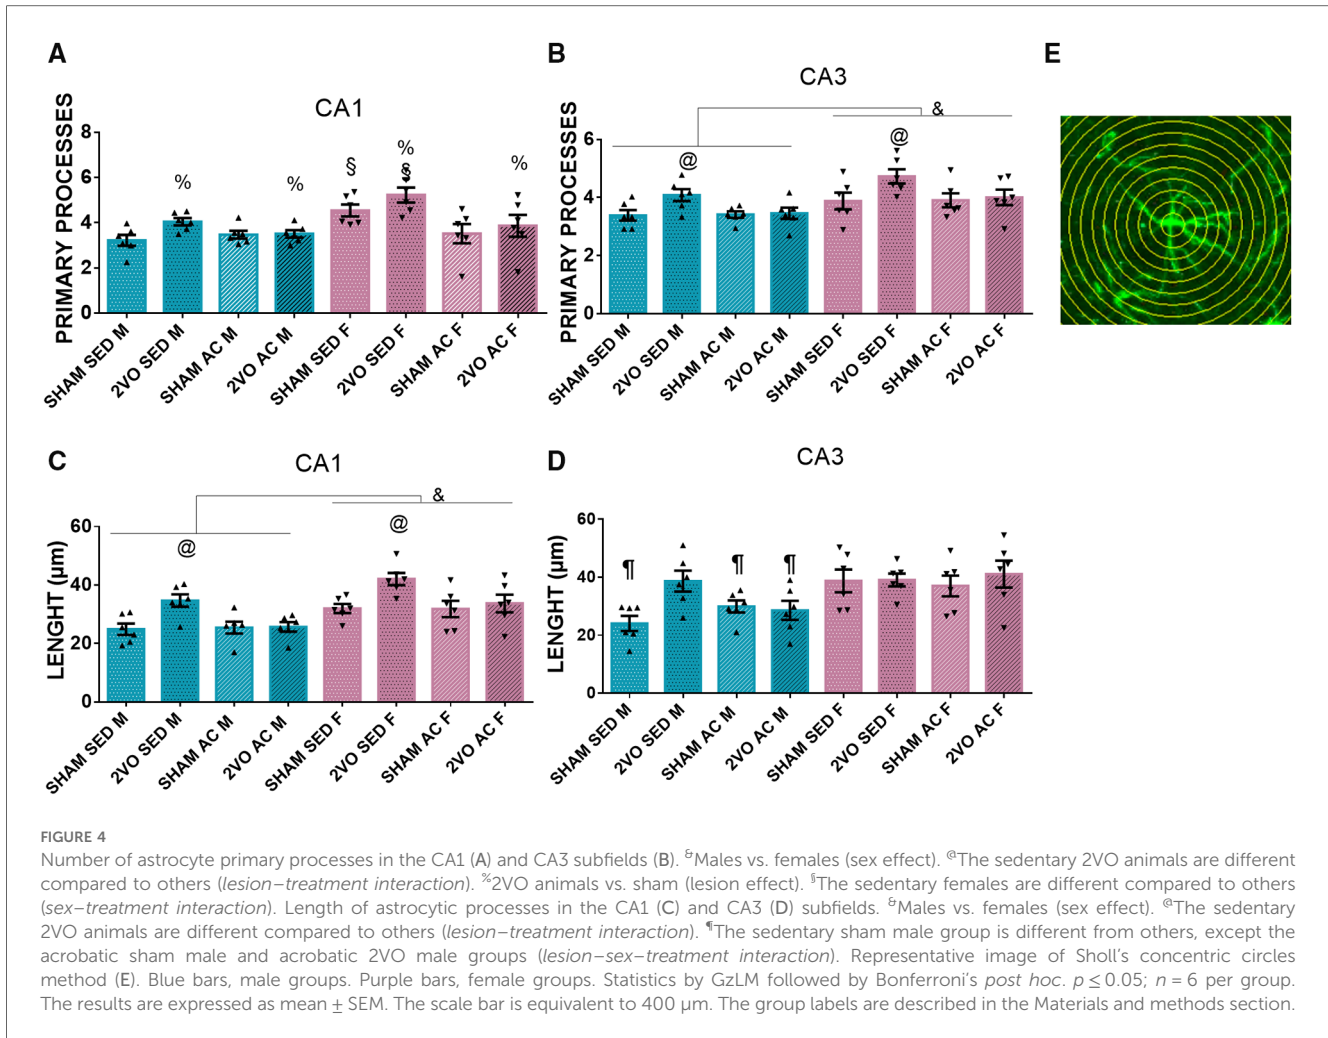 A
CA1
PRIMARY PROCESSES
8
6
4
2
0
%
%
§
%
§
%
SHAM SED M
2VO SED M
SHAM AC M
2VO AC M
SHAM SED F
2VO SED F
SHAM AC F
2VO AC F
B
CA3
PRIMARY PROCESSES
6
4
2
0
@
@
&
SHAM SED M
2VO SED M
SHAM AC M
2VO AC M
SHAM SED F
2VO SED F
SHAM AC F
2VO AC F
E
C
CA1
LENGHT (µm)
60
40
20
0
@
@
&
SHAM SED M
2VO SED M
SHAM AC M
2VO AC M
SHAM SED F
2VO SED F
SHAM AC F
2VO AC F
D
CA3
LENGHT (µm)
60
40
20
0
¶
¶
¶
SHAM SED M
2VO SED M
SHAM AC M
2VO AC M
SHAM SED F
2VO SED F
SHAM AC F
2VO AC F
FIGURE 4
Number of astrocyte primary processes in the CA1 (A) and CA3 subfields (B). &Males vs. females (sex effect). @The sedentary 2VO animals are different
compared to others (lesion–treatment interaction). %2VO animals vs. sham (lesion effect). §The sedentary females are different compared to others
(sex–treatment interaction). Length of astrocytic processes in the CA1 (C) and CA3 (D) subfields. &Males vs. females (sex effect). @The sedentary
2VO animals are different compared to others (lesion–treatment interaction). ¶The sedentary sham male group is different from others, except the
acrobatic sham male and acrobatic 2VO male groups (lesion–sex–treatment interaction). Representative image of Sholl's concentric circles
method (E). Blue bars, male groups. Purple bars, female groups. Statistics by GzLM followed by Bonferroni's post hoc. p ≤ 0.05; n = 6 per group.
The results are expressed as mean ± SEM. The scale bar is equivalent to 400 µm. The group labels are described in the Materials and methods section.